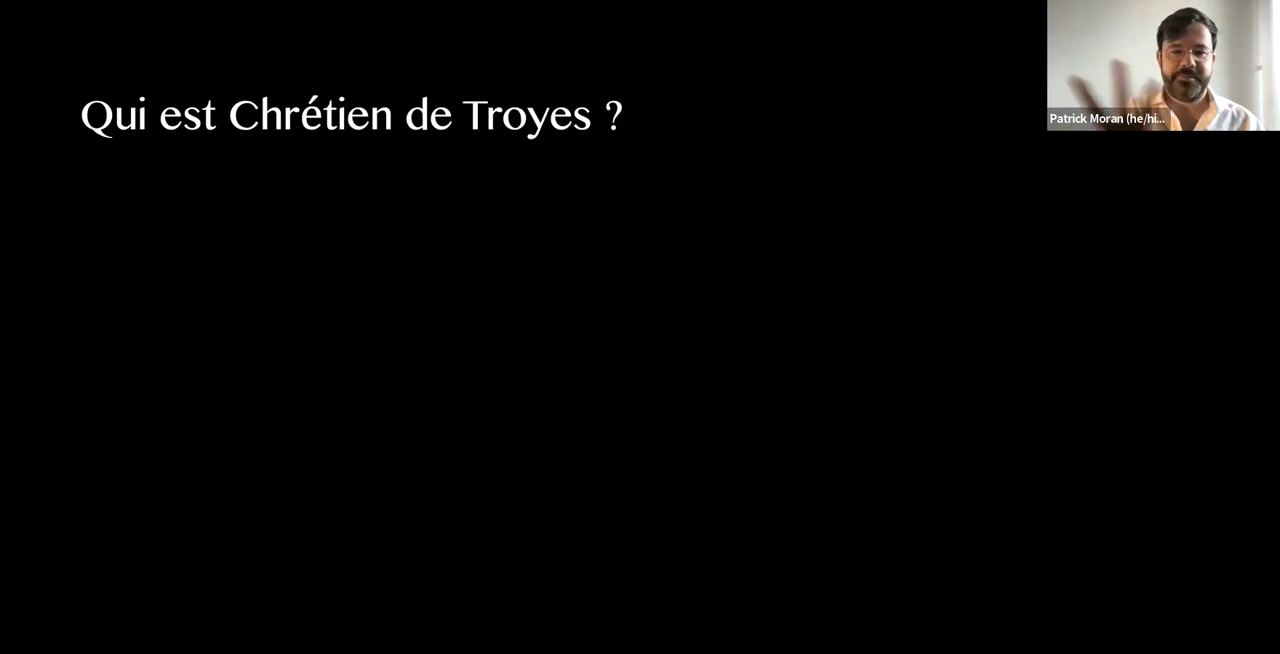 Qui est Chrétien de Troyes ?
Patrick Moran (he/hi...